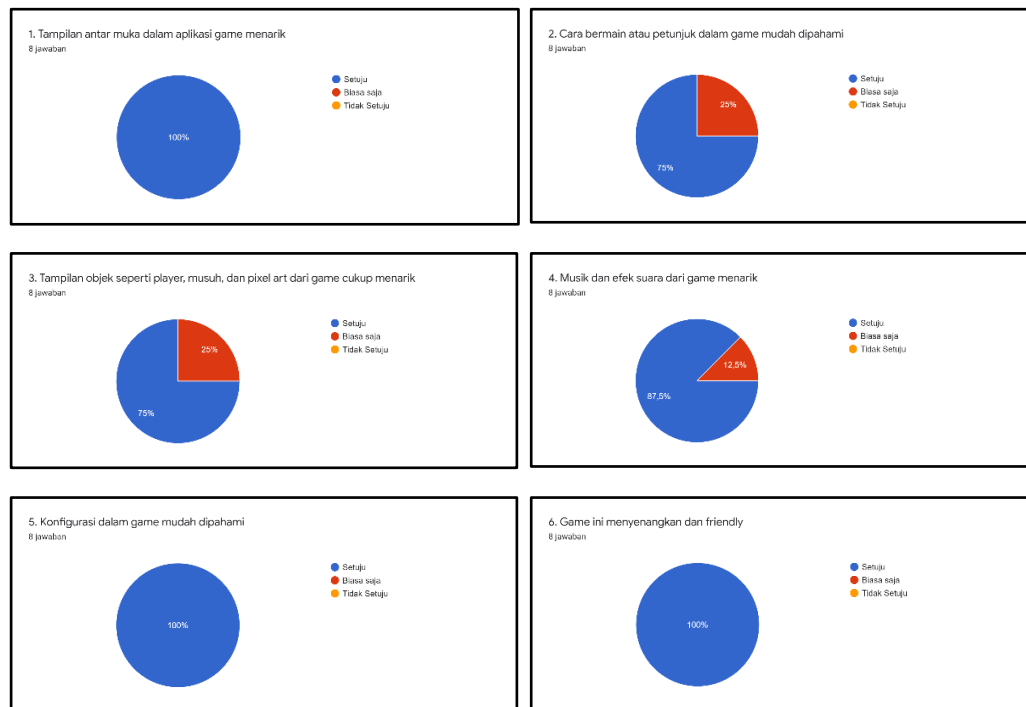 1. Tampilan antar muka dalam aplikasi game menarik
8 jawaban
Setuju
Biasa saja
Tidak Setuju
100%
2. Cara bermain atau petunjuk dalam game mudah dipahami
8 jawaban
Setuju
Biasa saja
Tidak Setuju
25%
75%
3. Tampilan objek seperti player, musuh, dan pixel art dari game cukup menarik
8 jawaban
Setuju
Biasa saja
Tidak Setuju
25%
75%
4. Musik dan efek suara dari game menarik
8 jawaban
Setuju
Biasa saja
Tidak Setuju
12,5%
87,5%
5. Konfigurasi dalam game mudah dipahami
8 jawaban
Setuju
Biasa saja
Tidak Setuju
100%
6. Game ini menyenangkan dan friendly
8 jawaban
Setuju
Biasa saja
Tidak Setuju
100%